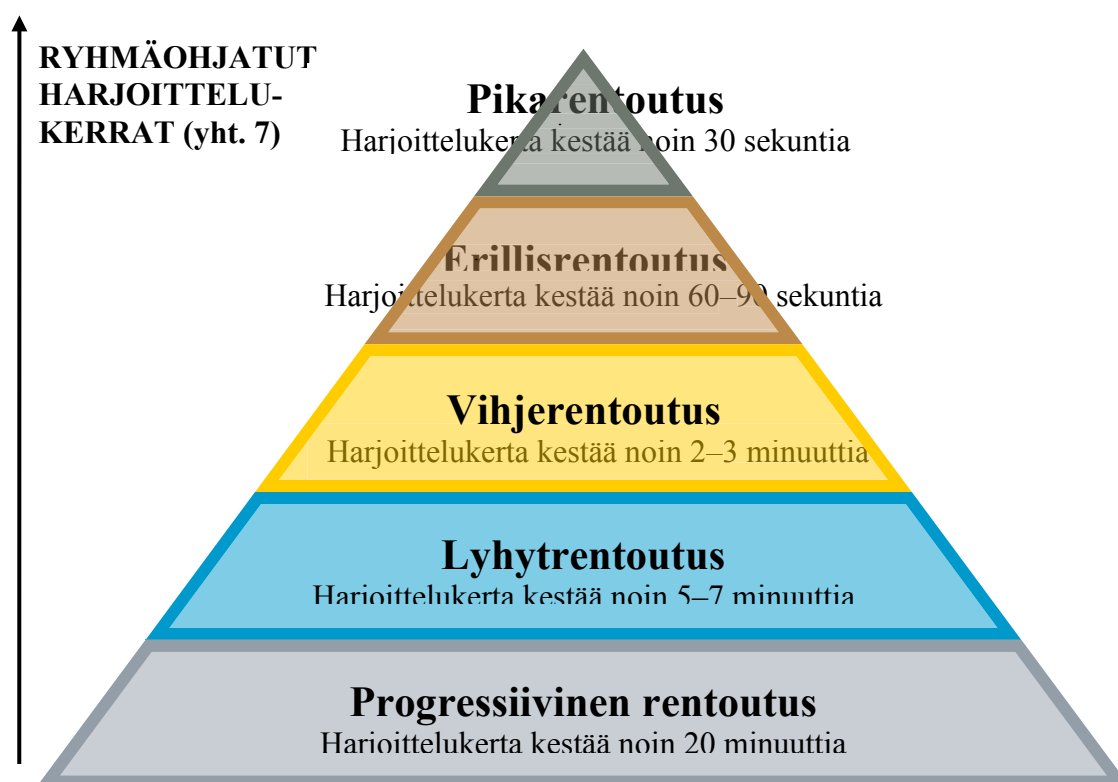 RYHMÄOHJATUT
HARJOITTELU-
KERRAT (yht. 7)
Pikarentoutus
Harjoittelukerta kestää noin 30 sekuntia
Erillisrentoutus
Harjoittelukerta kestää noin 60–90 sekuntia
Vihjerentoutus
Harjoittelukerta kestää noin 2–3 minuuttia
Lyhytrentoutus
Harjoittelukerta kestää noin 5–7 minuuttia
Progressiivinen rentoutus
Harjoittelukerta kestää noin 20 minuuttia